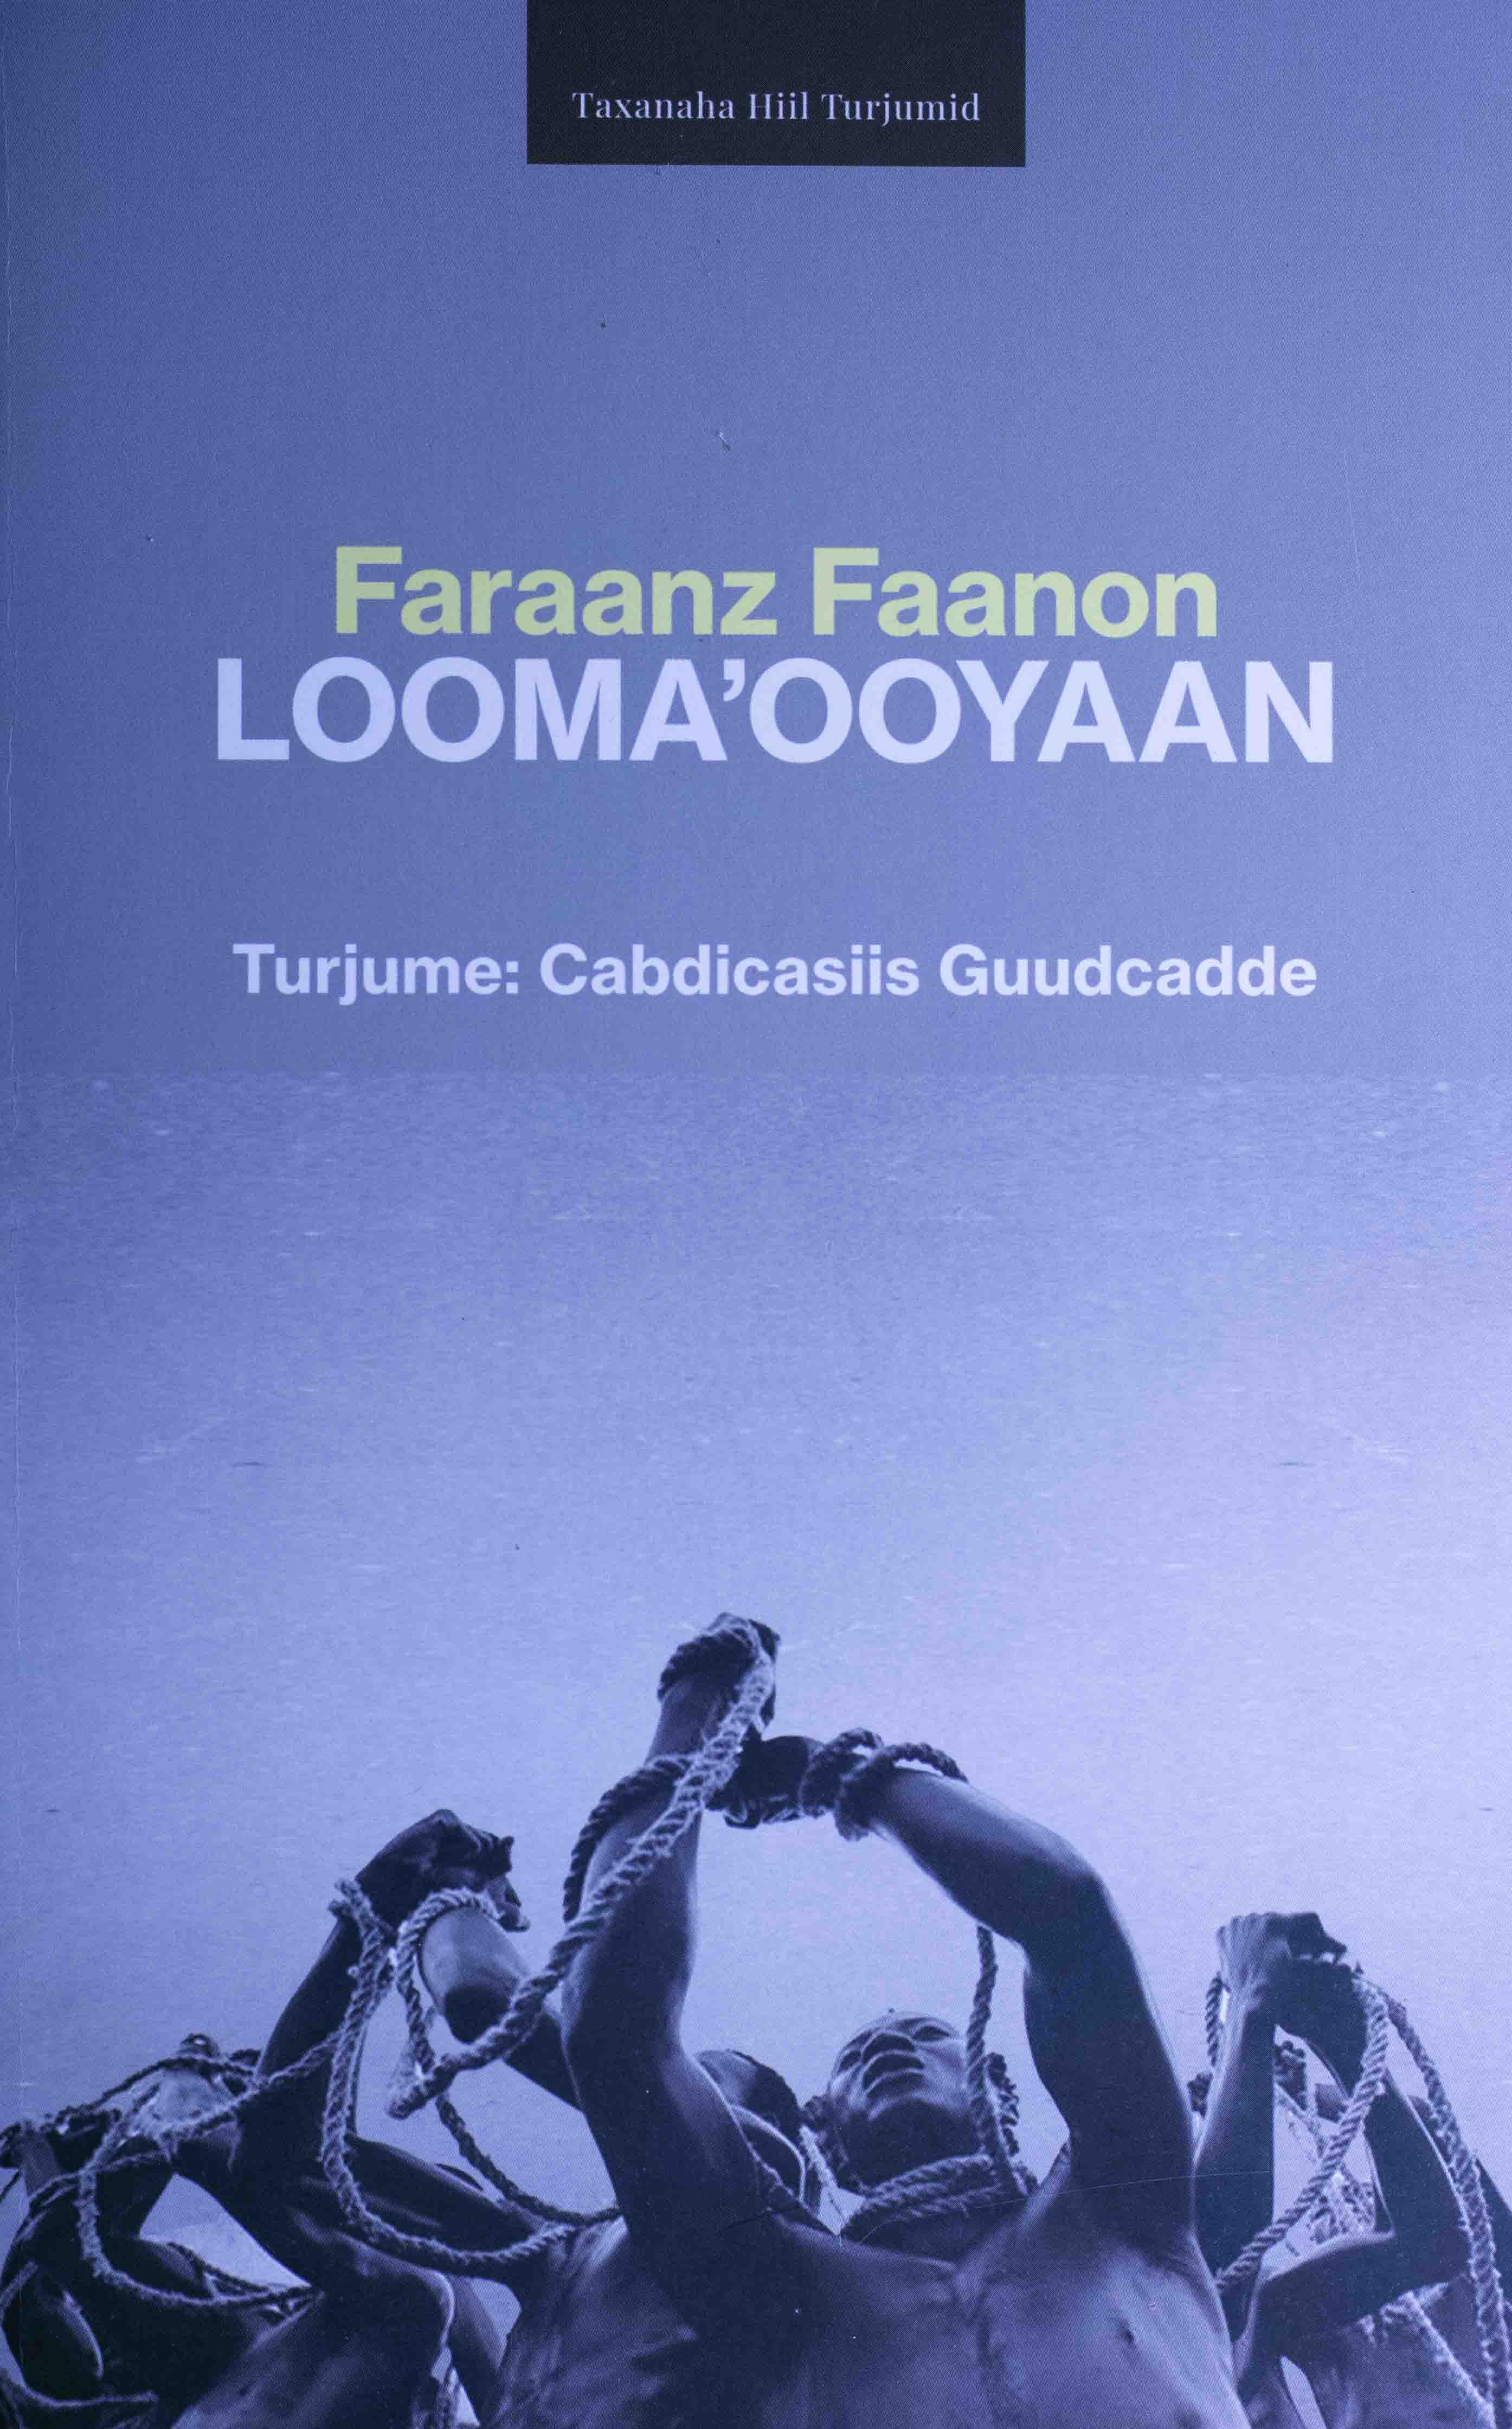 Taxanaha Hiil Turjumid
Faraanz Faanon
LOOMA’OOYAAN
Turjume: Cabdicasiis Guudcadde